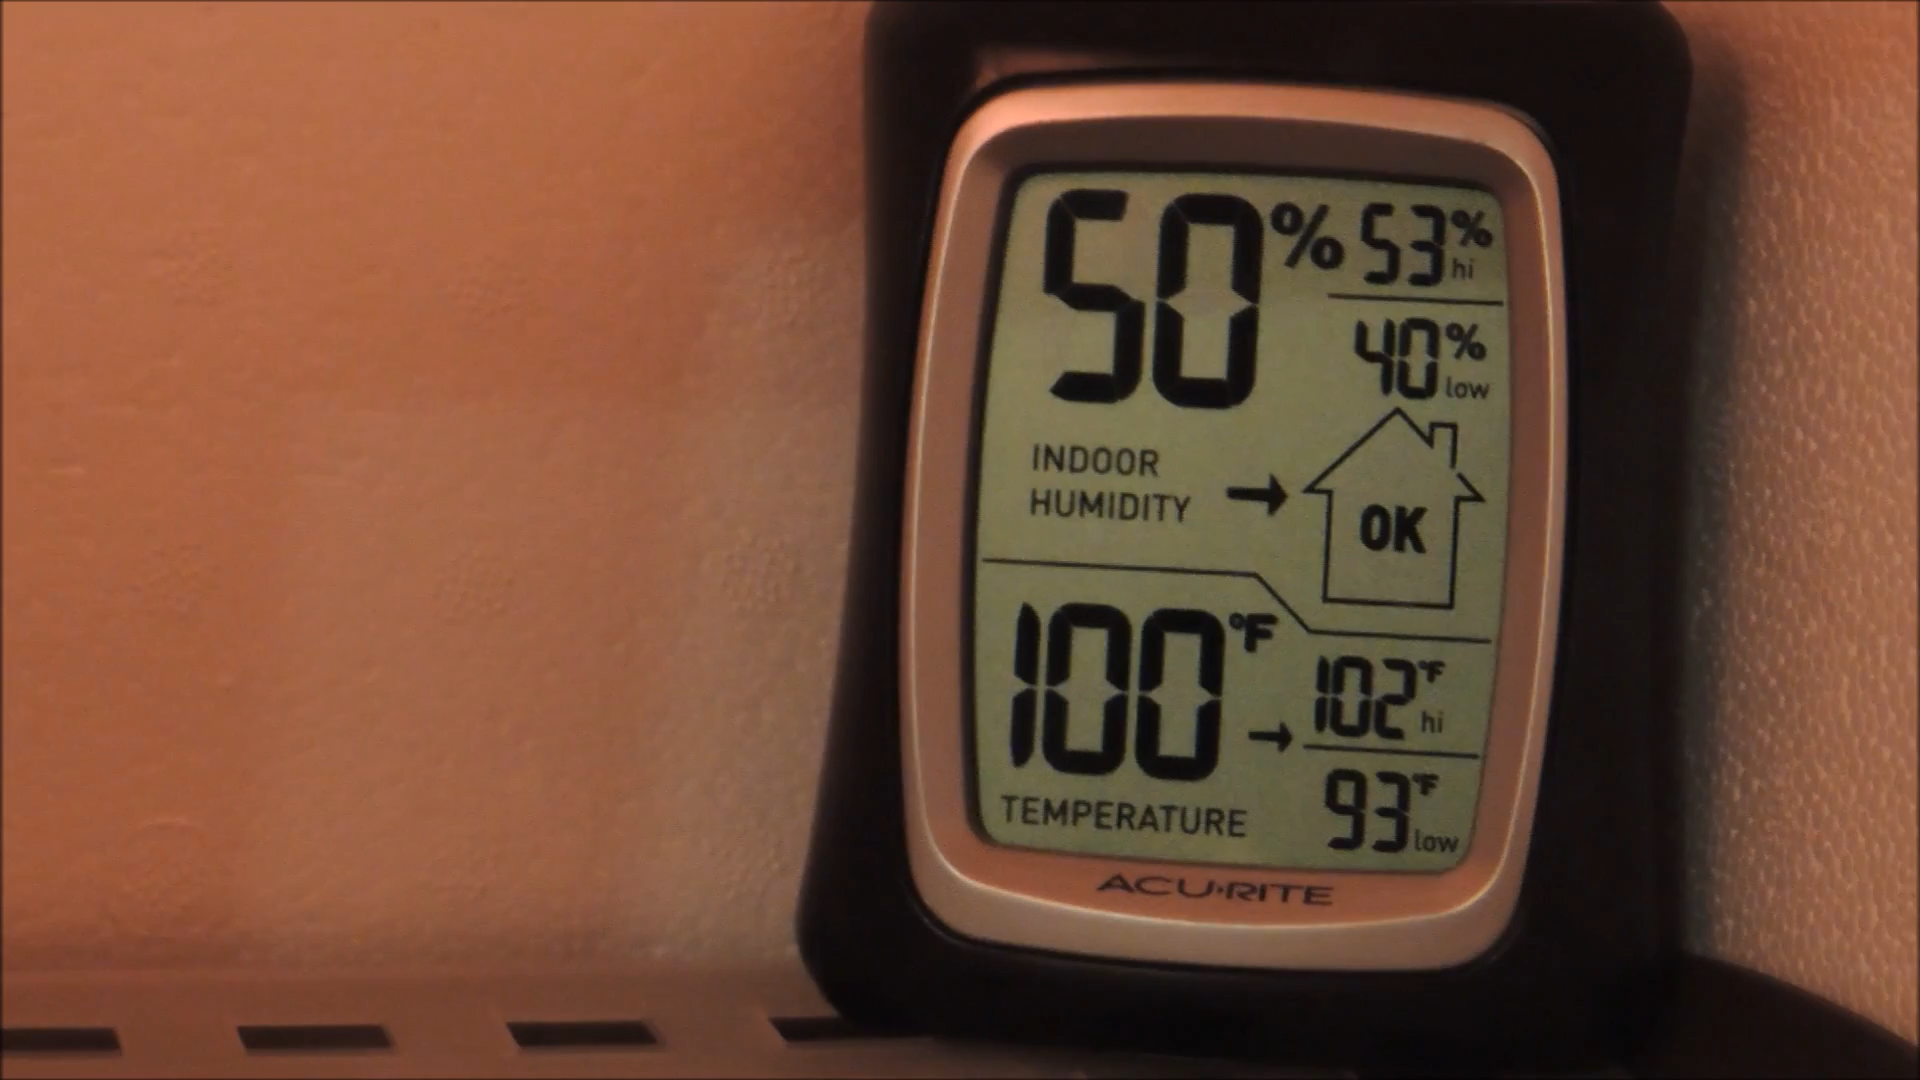 50% 53% hi
40% low
INDOOR
HUMIDITY → OK
100°F 102°F hi
→
93°F low
TEMPERATURE
ACU·RITE